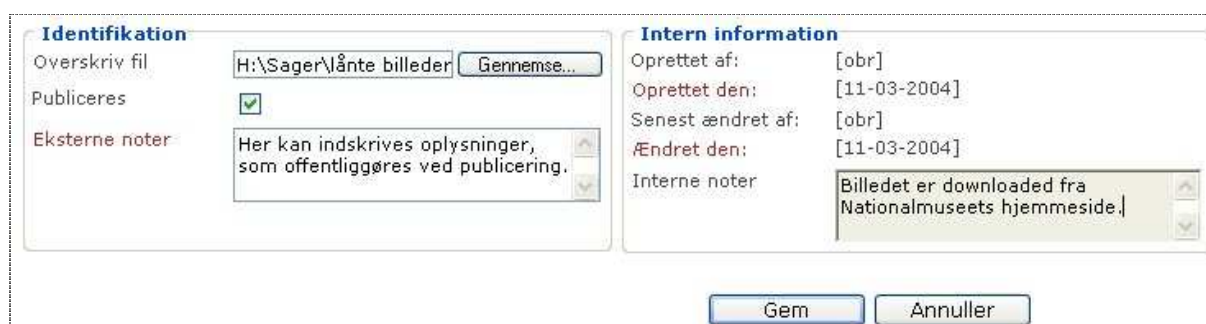 Identifikation
Overskriv fil
H:\Sager\lånte billeder
Gennemse...
Publiceres
Eksterne noter
Her kan indskrives oplysninger,
som offentliggøres ved publicering.
Intern information
Oprettet af: [obr]
Oprettet den: [11-03-2004]
Senest ændret af: [obr]
Ændret den: [11-03-2004]
Interne noter
Billedet er downloaded fra
Nationalmuseets hjemmeside.
Gem
Annuller